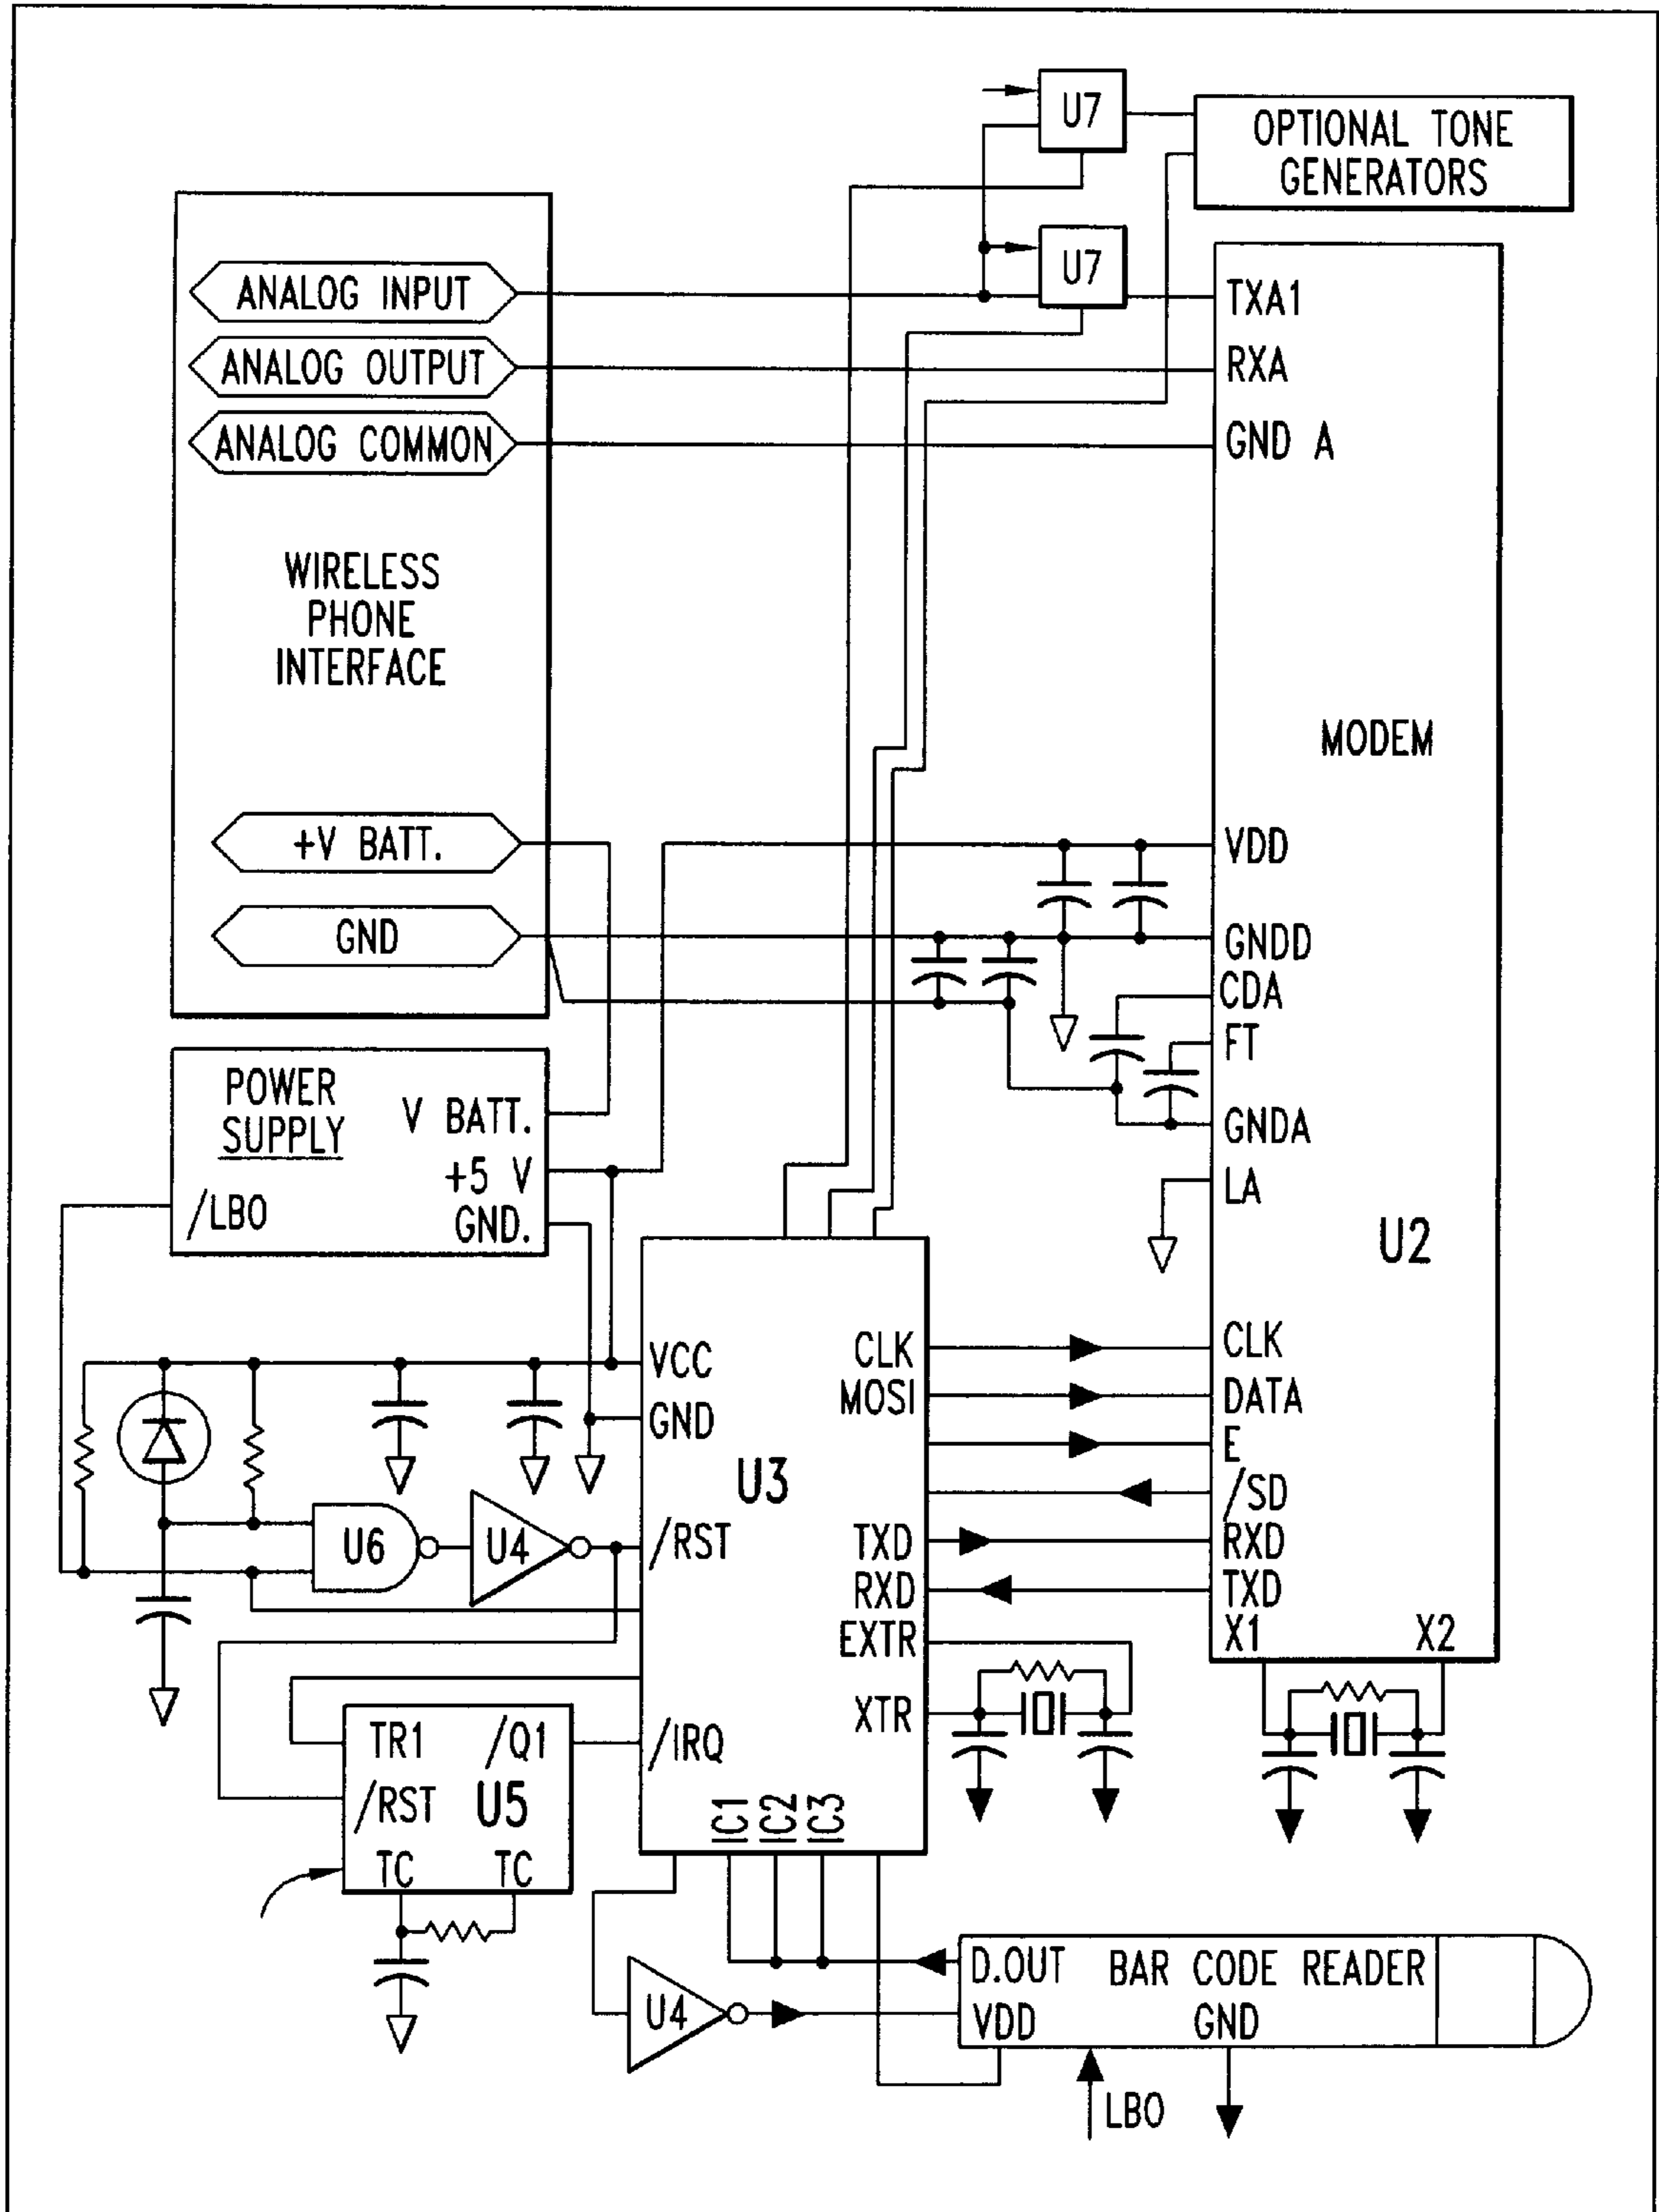 U7
OPTIONAL TONE
GENERATORS
U7
ANALOG INPUT
TXA1
ANALOG OUTPUT
RXA
ANALOG COMMON
GND A
WIRELESS
PHONE
INTERFACE
MODEM
+V BATT.
VDD
GND
GNDD
CDA
FT
GNDA
LA
U2
POWER
SUPPLY
V BATT.
+5 V
/LBO
GND.
VCC
GND
U3
/RST
/IRQ
CLK
MOSI
TXD
RXD
EXTR
XTR
IC1
IC2
IC3
CLK
DATA
E
/SD
RXD
TXD
X1
X2
U6
U4
TR1
/Q1
/RST
U5
TC
TC
U4
D.OUT
BAR CODE READER
VDD
GND
LBO